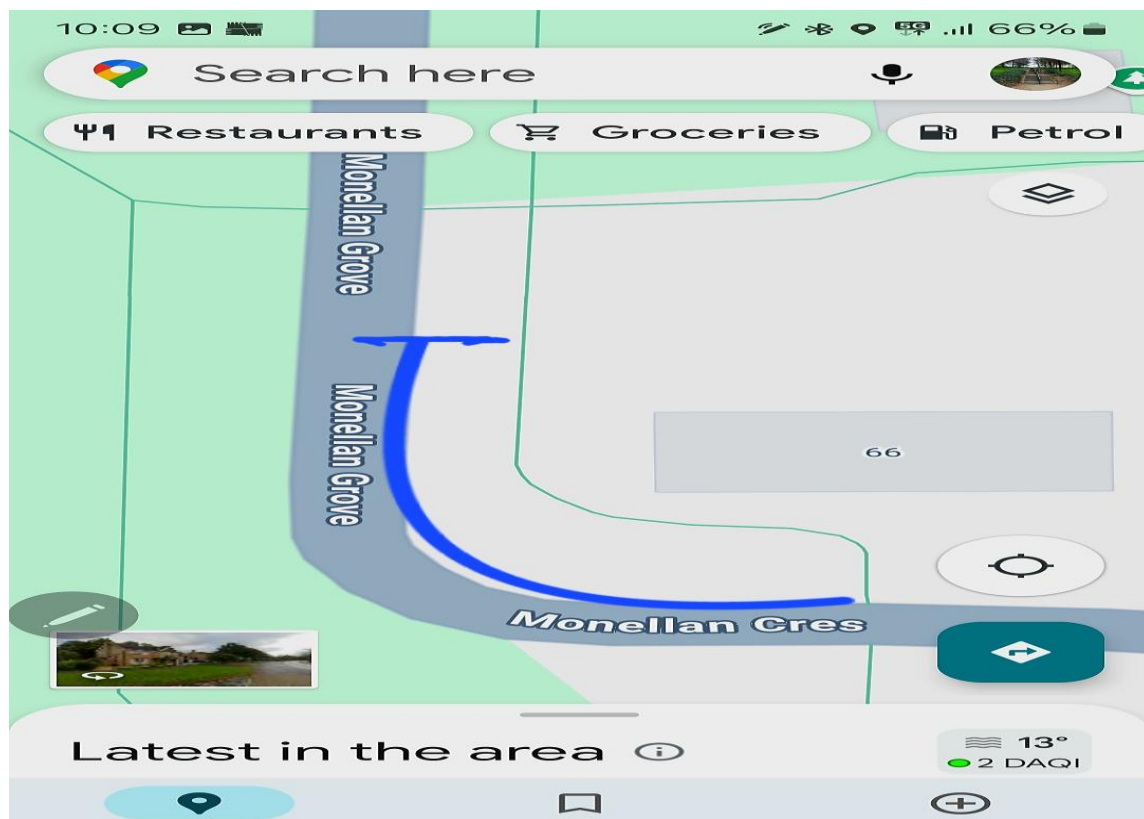 10:09 5G 66%
Search here
Restaurants Groceries Petrol
Monellan Grove
Monellan Grove
66
Monellan Cres
Latest in the area
13°
2 DAQI